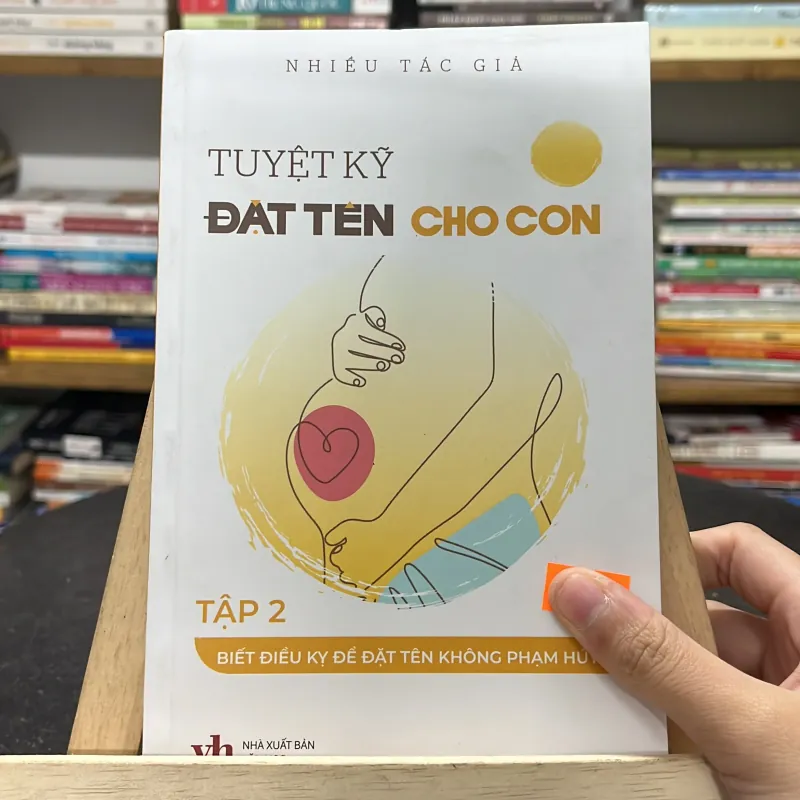 NHIỀU TÁC GIẢ
TUYỆT KỸ
ĐẶT TÊN CHO CON
TẬP 2
BIẾT ĐIỀU KỴ ĐỂ ĐẶT TÊN KHÔNG PHẠM
vh NHÀ XUẤT BẢN